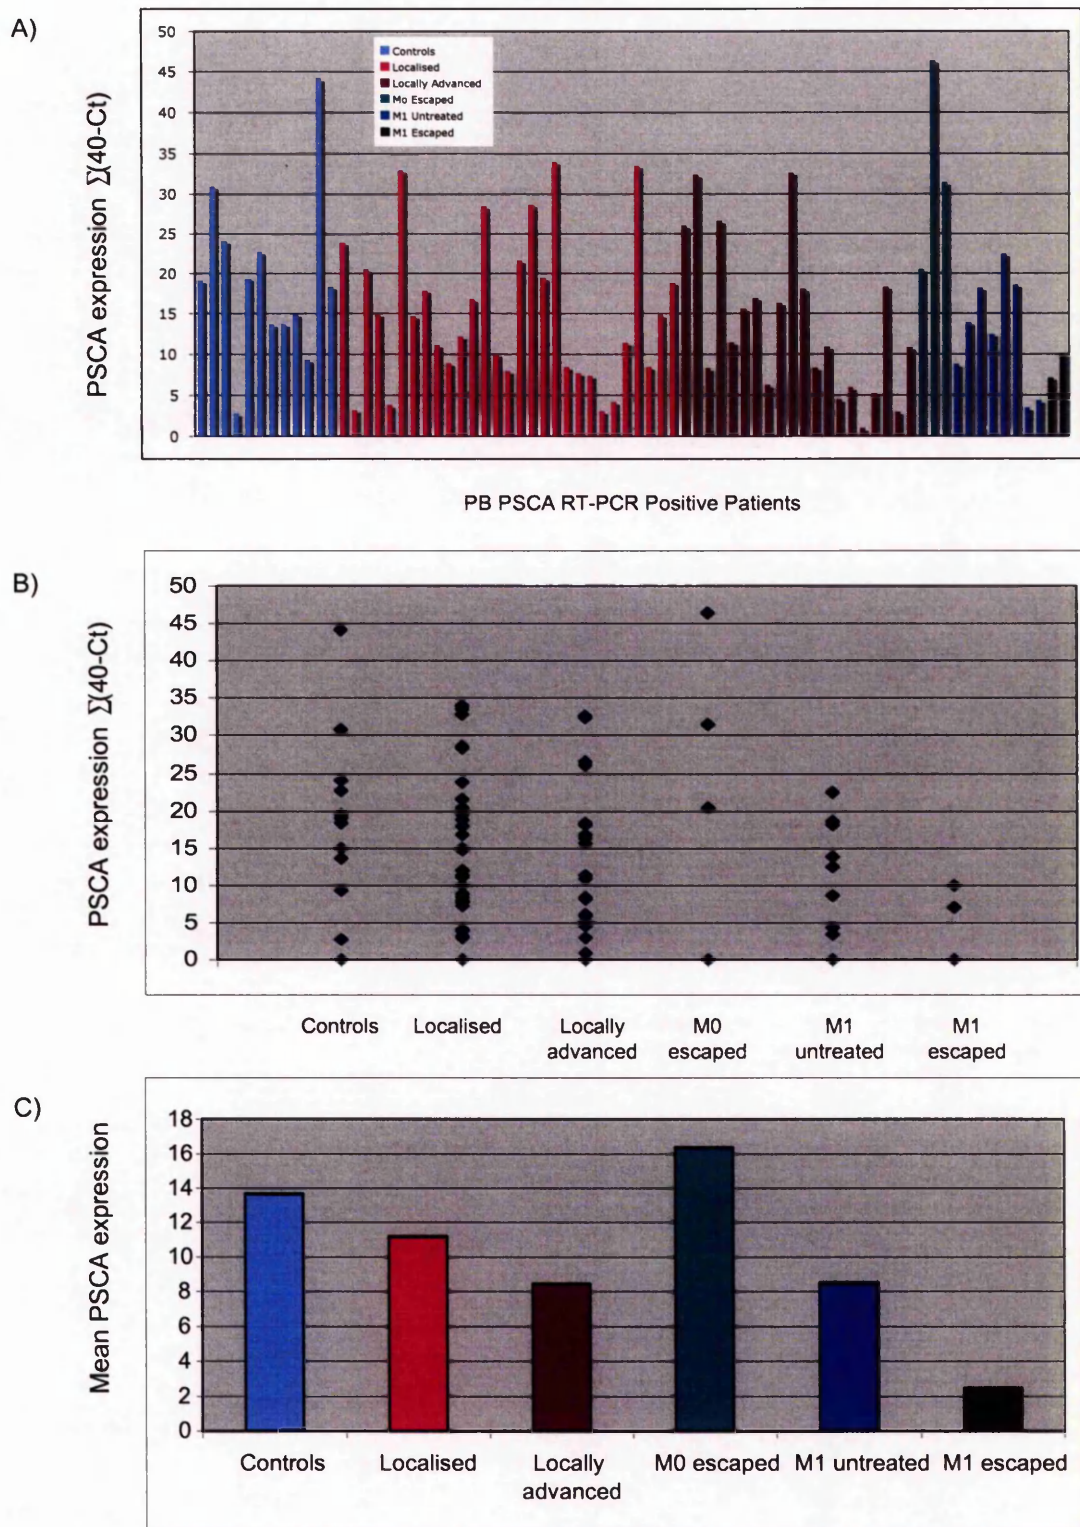 A)
50
45
40
35
30
25
20
15
10
5
0
PSCA expression Σ(40-Ct)
Controls
Localised
Locally Advanced
Mo Escaped
M1 Untreated
M1 Escaped
PB PSCA RT-PCR Positive Patients
B)
50
45
40
35
30
25
20
15
10
5
0
PSCA expression Σ(40-Ct)
Controls Localised Locally advanced M0 escaped M1 untreated M1 escaped
C)
18
16
14
12
10
8
6
4
2
0
Mean PSCA expression
Controls Localised Locally advanced M0 escaped M1 untreated M1 escaped